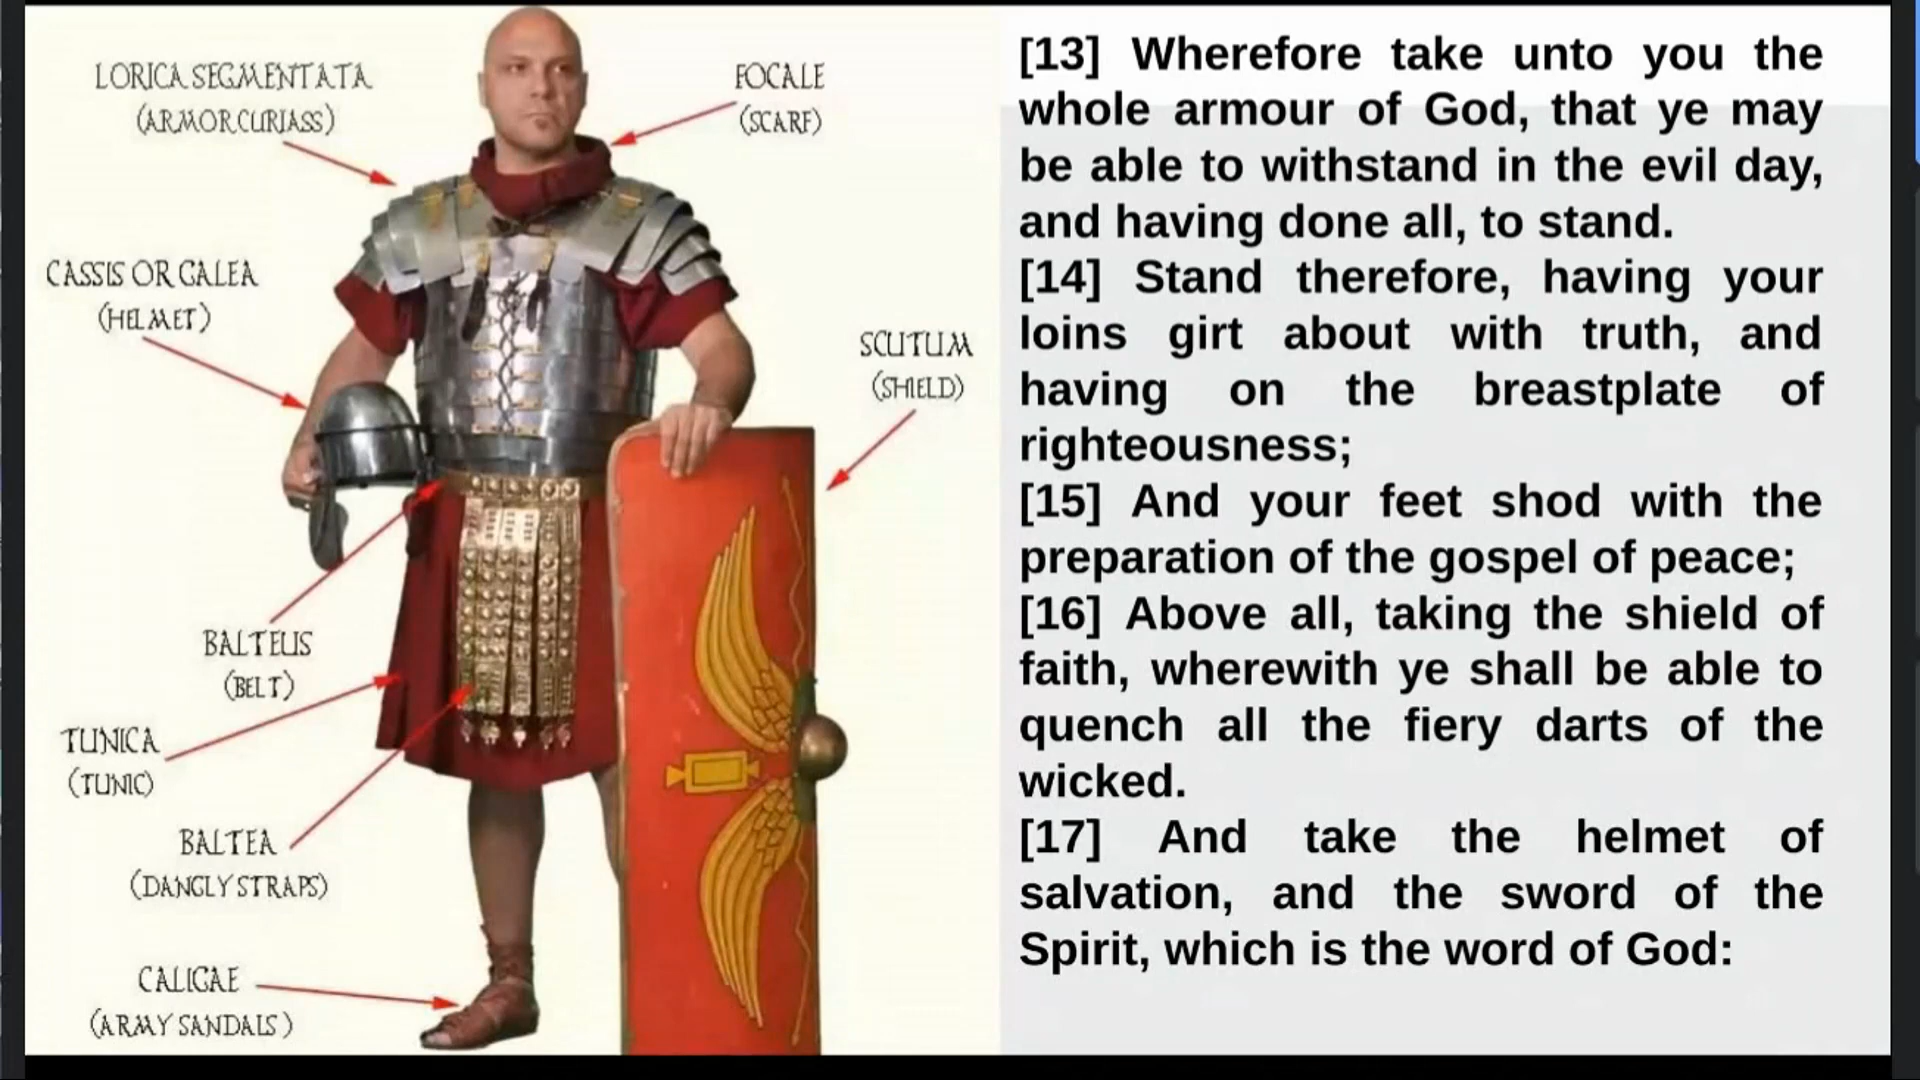 LORICA SEGMENTATA
(ARMOR CURIASS)
FOCALE
(SCARF)
CASSIS OR GALEA
(HELMET)
SCUTUM
(SHIELD)
BALTEUS
(BELT)
TUNICA
(TUNIC)
BALTEA
(DANGLY STRAPS)
CALIGAE
(ARMY SANDALS)
[13] Wherefore take unto you the
whole armour of God, that ye may
be able to withstand in the evil day,
and having done all, to stand.
[14] Stand therefore, having your
loins girt about with truth, and
having on the breastplate of
righteousness;
[15] And your feet shod with the
preparation of the gospel of peace;
[16] Above all, taking the shield of
faith, wherewith ye shall be able to
quench all the fiery darts of the
wicked.
[17] And take the helmet of
salvation, and the sword of the
Spirit, which is the word of God: